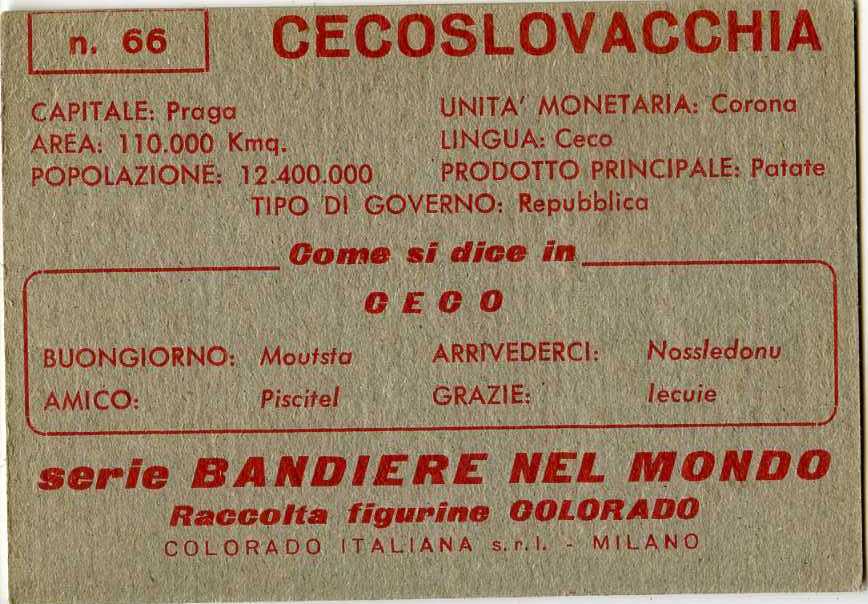 n. 66
CECOSLOVACCHIA
CAPITALE: Praga
UNITA' MONETARIA: Corona
AREA: 110.000 Kmq.
LINGUA: Ceco
POPOLAZIONE: 12.400.000
PRODOTTO PRINCIPALE: Patate
TIPO DI GOVERNO: Repubblica
Come si dice in
CECO
BUONGIORNO: Moutsta
ARRIVEDERCI: Nossledonu
AMICO: Piscitel
GRAZIE: Iecuie
serie BANDIERE NEL MONDO
Raccolta figurine COLORADO
COLORADO ITALIANA s.r.l. - MILANO